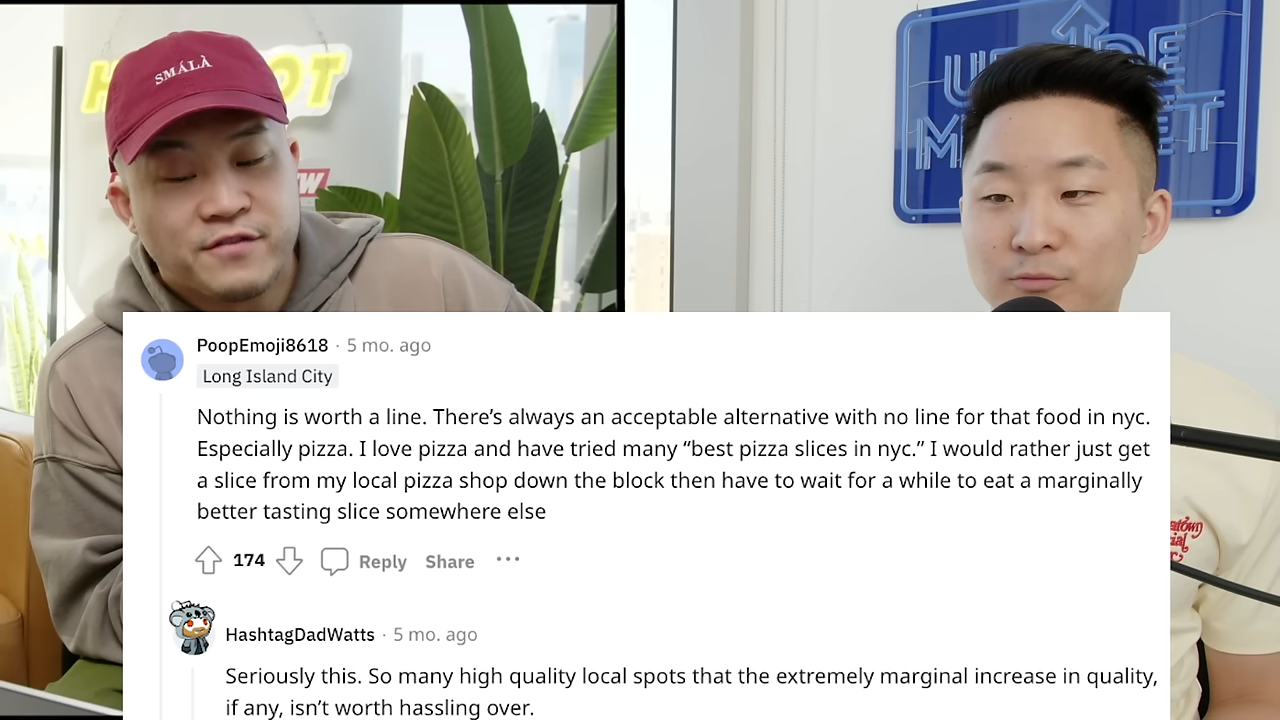 SMÁLÀ
PoopEmoji8618 · 5 mo. ago
Long Island City
Nothing is worth a line. There’s always an acceptable alternative with no line for that food in nyc.
Especially pizza. I love pizza and have tried many “best pizza slices in nyc.” I would rather just get
a slice from my local pizza shop down the block then have to wait for a while to eat a marginally
better tasting slice somewhere else
174 Reply Share ···
HashtagDadWatts · 5 mo. ago
Seriously this. So many high quality local spots that the extremely marginal increase in quality,
if any, isn’t worth hassling over.